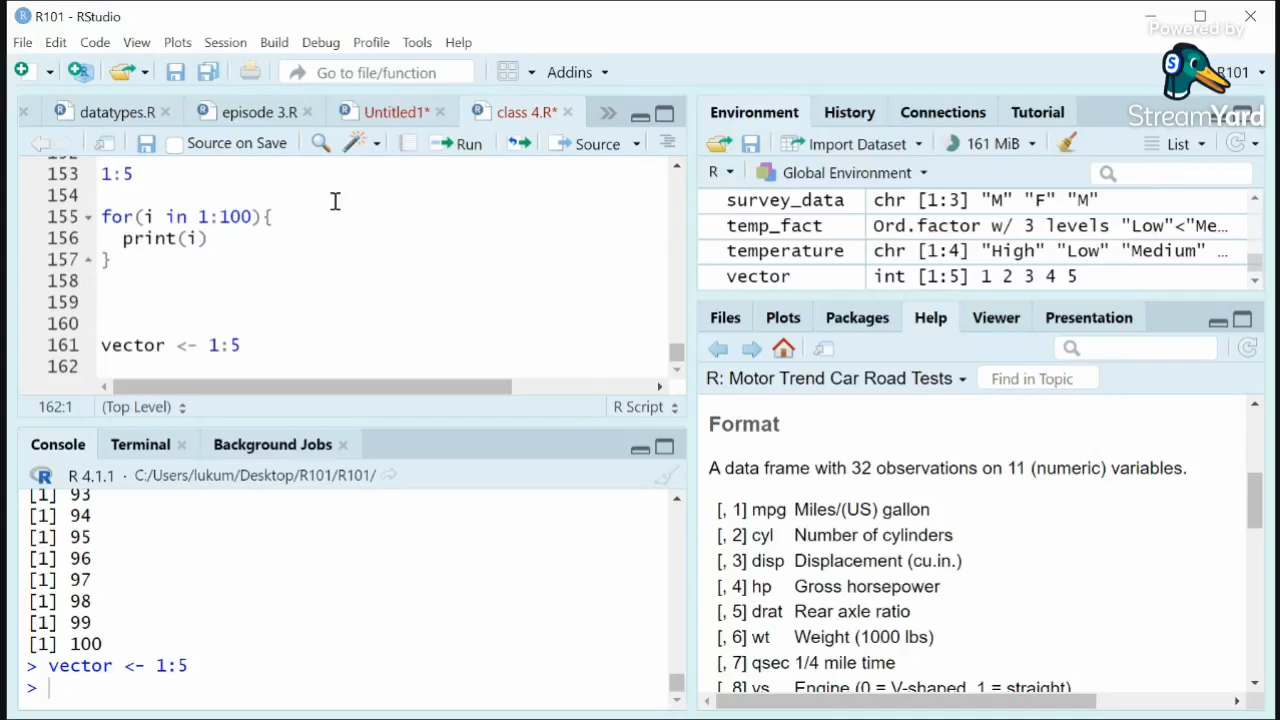 R101 - RStudio
File Edit Code View Plots Session Build Debug Profile Tools Help
Powered by
StreamYard
Go to file/function Addins R101
datatypes.R episode 3.R Untitled1* class 4.R*
Source on Save Run Source
153 1:5
154
155 for(i in 1:100){
156 print(i)
157 }
158
159
160
161 vector <- 1:5
162
162:1 (Top Level) R Script
Console Terminal Background Jobs
R 4.1.1 · C:/Users/lukum/Desktop/R101/R101/
[1] 93
[1] 94
[1] 95
[1] 96
[1] 97
[1] 98
[1] 99
[1] 100
> vector <- 1:5
>
Environment History Connections Tutorial
Import Dataset 161 MiB List
R Global Environment
survey_data chr [1:3] "M" "F" "M"
temp_fact Ord.factor w/ 3 levels "Low"<"Me…
temperature chr [1:4] "High" "Low" "Medium" …
vector int [1:5] 1 2 3 4 5
Files Plots Packages Help Viewer Presentation
R: Motor Trend Car Road Tests Find in Topic
Format
A data frame with 32 observations on 11 (numeric) variables.
[, 1] mpg Miles/(US) gallon
[, 2] cyl Number of cylinders
[, 3] disp Displacement (cu.in.)
[, 4] hp Gross horsepower
[, 5] drat Rear axle ratio
[, 6] wt Weight (1000 lbs)
[, 7] qsec 1/4 mile time
[, 8] vs Engine (0 = V-shaped, 1 = straight)